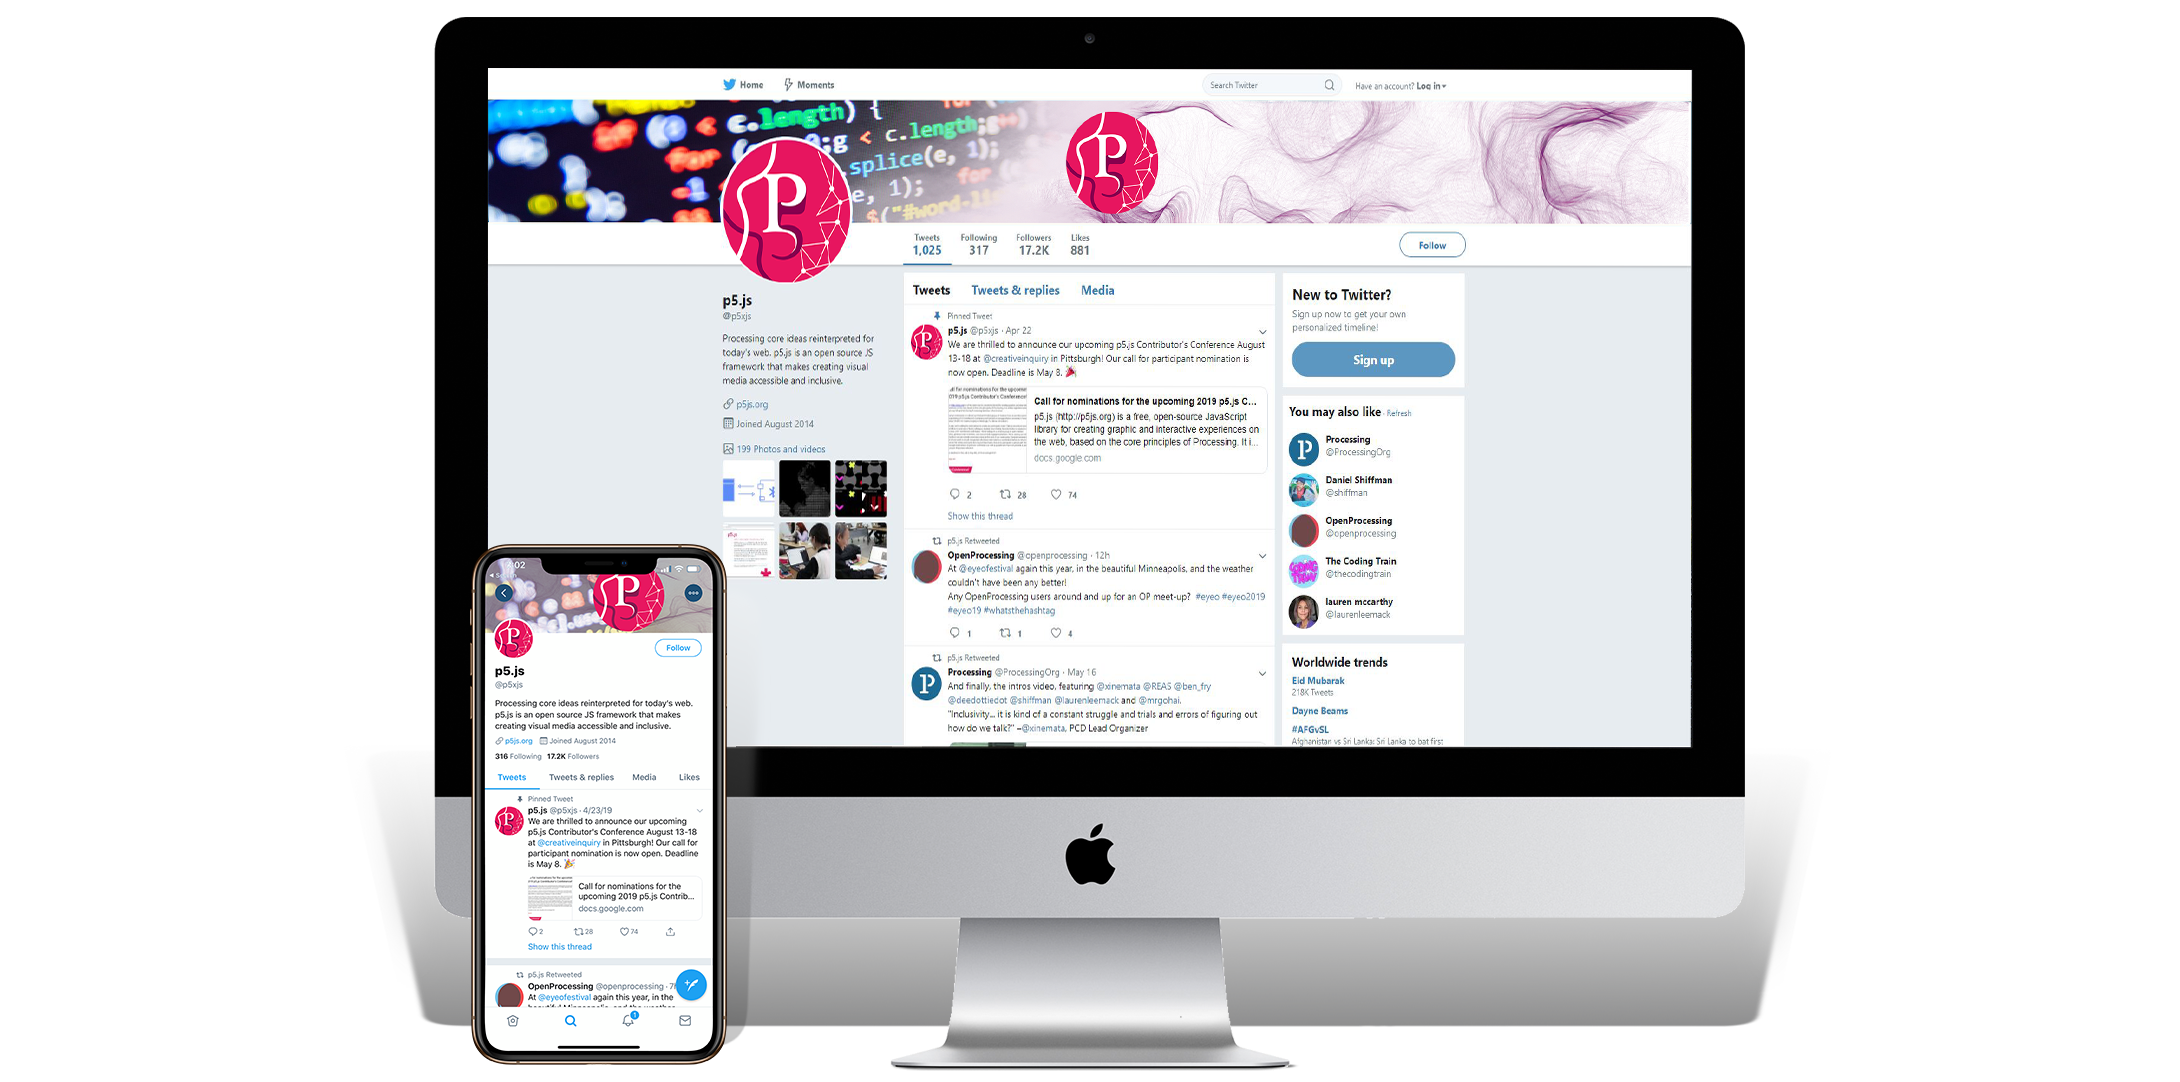 Home Moments
Search Twitter
Have an account? Log in
c.length) {
;g < c.length;g++)
.splice(e, 1);
e, 1);
$("#word-li
P
P
Tweets Following Followers Likes
1,025 317 17.2K 881
Follow
p5.js
@p5xjs
Processing core ideas reinterpreted for
today's web. p5.js is an open source JS
framework that makes creating visual
media accessible and inclusive.
p5js.org
Joined August 2014
199 Photos and videos
Tweets Tweets & replies Media
Pinned Tweet
p5.js @p5xjs · Apr 22
We are thrilled to announce our upcoming p5.js Contributor's Conference August
13-18 at @creativeinquiry in Pittsburgh! Our call for participant nomination is
now open. Deadline is May 8.
Call for nominations for the upcoming 2019 p5.js C...
p5.js (http://p5js.org) is a free, open-source JavaScript
library for creating graphic and interactive experiences on
the web, based on the core principles of Processing. It i...
docs.google.com
2 28 74
Show this thread
p5.js Retweeted
OpenProcessing @openprocessing · 12h
At @eyeofestival again this year, in the beautiful Minneapolis, and the weather
couldn't have been any better!
Any OpenProcessing users around and up for an OP meet-up? #eyeo #eyeo2019
#eyeo19 #whatsthehashtag
1 1 4
p5.js Retweeted
Processing @ProcessingOrg · May 16
And finally, the intros video, featuring @xinemata @REAS @ben_fry
@deedottiedot @shiffman @laurenleemack and @mrgohai.
"Inclusivity... it is kind of a constant struggle and trials and errors of figuring out
how do we talk?" –@xinemata, PCD Lead Organizer
New to Twitter?
Sign up now to get your own
personalized timeline!
Sign up
You may also like · Refresh
Processing
@ProcessingOrg
Daniel Shiffman
@shiffman
OpenProcessing
@openprocessing
The Coding Train
@thecodingtrain
lauren mccarthy
@laurenleemack
Worldwide trends
Eid Mubarak
218K Tweets
Dayne Beams
#AFGvSL
Afghanistan vs Sri Lanka: Sri Lanka to bat first
Follow
p5.js
@p5xjs
Processing core ideas reinterpreted for today's web.
p5.js is an open source JS framework that makes
creating visual media accessible and inclusive.
p5js.org Joined August 2014
316 Following 17.2K Followers
Tweets Tweets & replies Media Likes
Pinned Tweet
p5.js @p5xjs · 4/23/19
We are thrilled to announce our upcoming
p5.js Contributor's Conference August 13-18
at @creativeinquiry in Pittsburgh! Our call for
participant nomination is now open. Deadline
is May 8.
Call for nominations for the
upcoming 2019 p5.js Contrib...
docs.google.com
2 28 74
Show this thread
p5.js Retweeted
OpenProcessing @openprocessing
At @eyeofestival again this year, in the
1